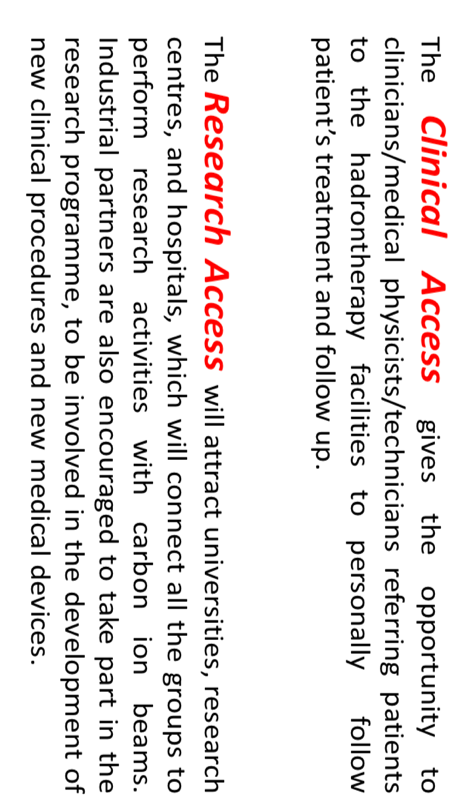 The Clinical Access gives the opportunity to
clinicians/medical physicists/technicians referring patients
to the hadrontherapy facilities to personally follow
patient's treatment and follow up.
The Research Access will attract universities, research
centres, and hospitals, which will connect all the groups to
perform research activities with carbon ion beams.
Industrial partners are also encouraged to take part in the
research programme, to be involved in the development of
new clinical procedures and new medical devices.